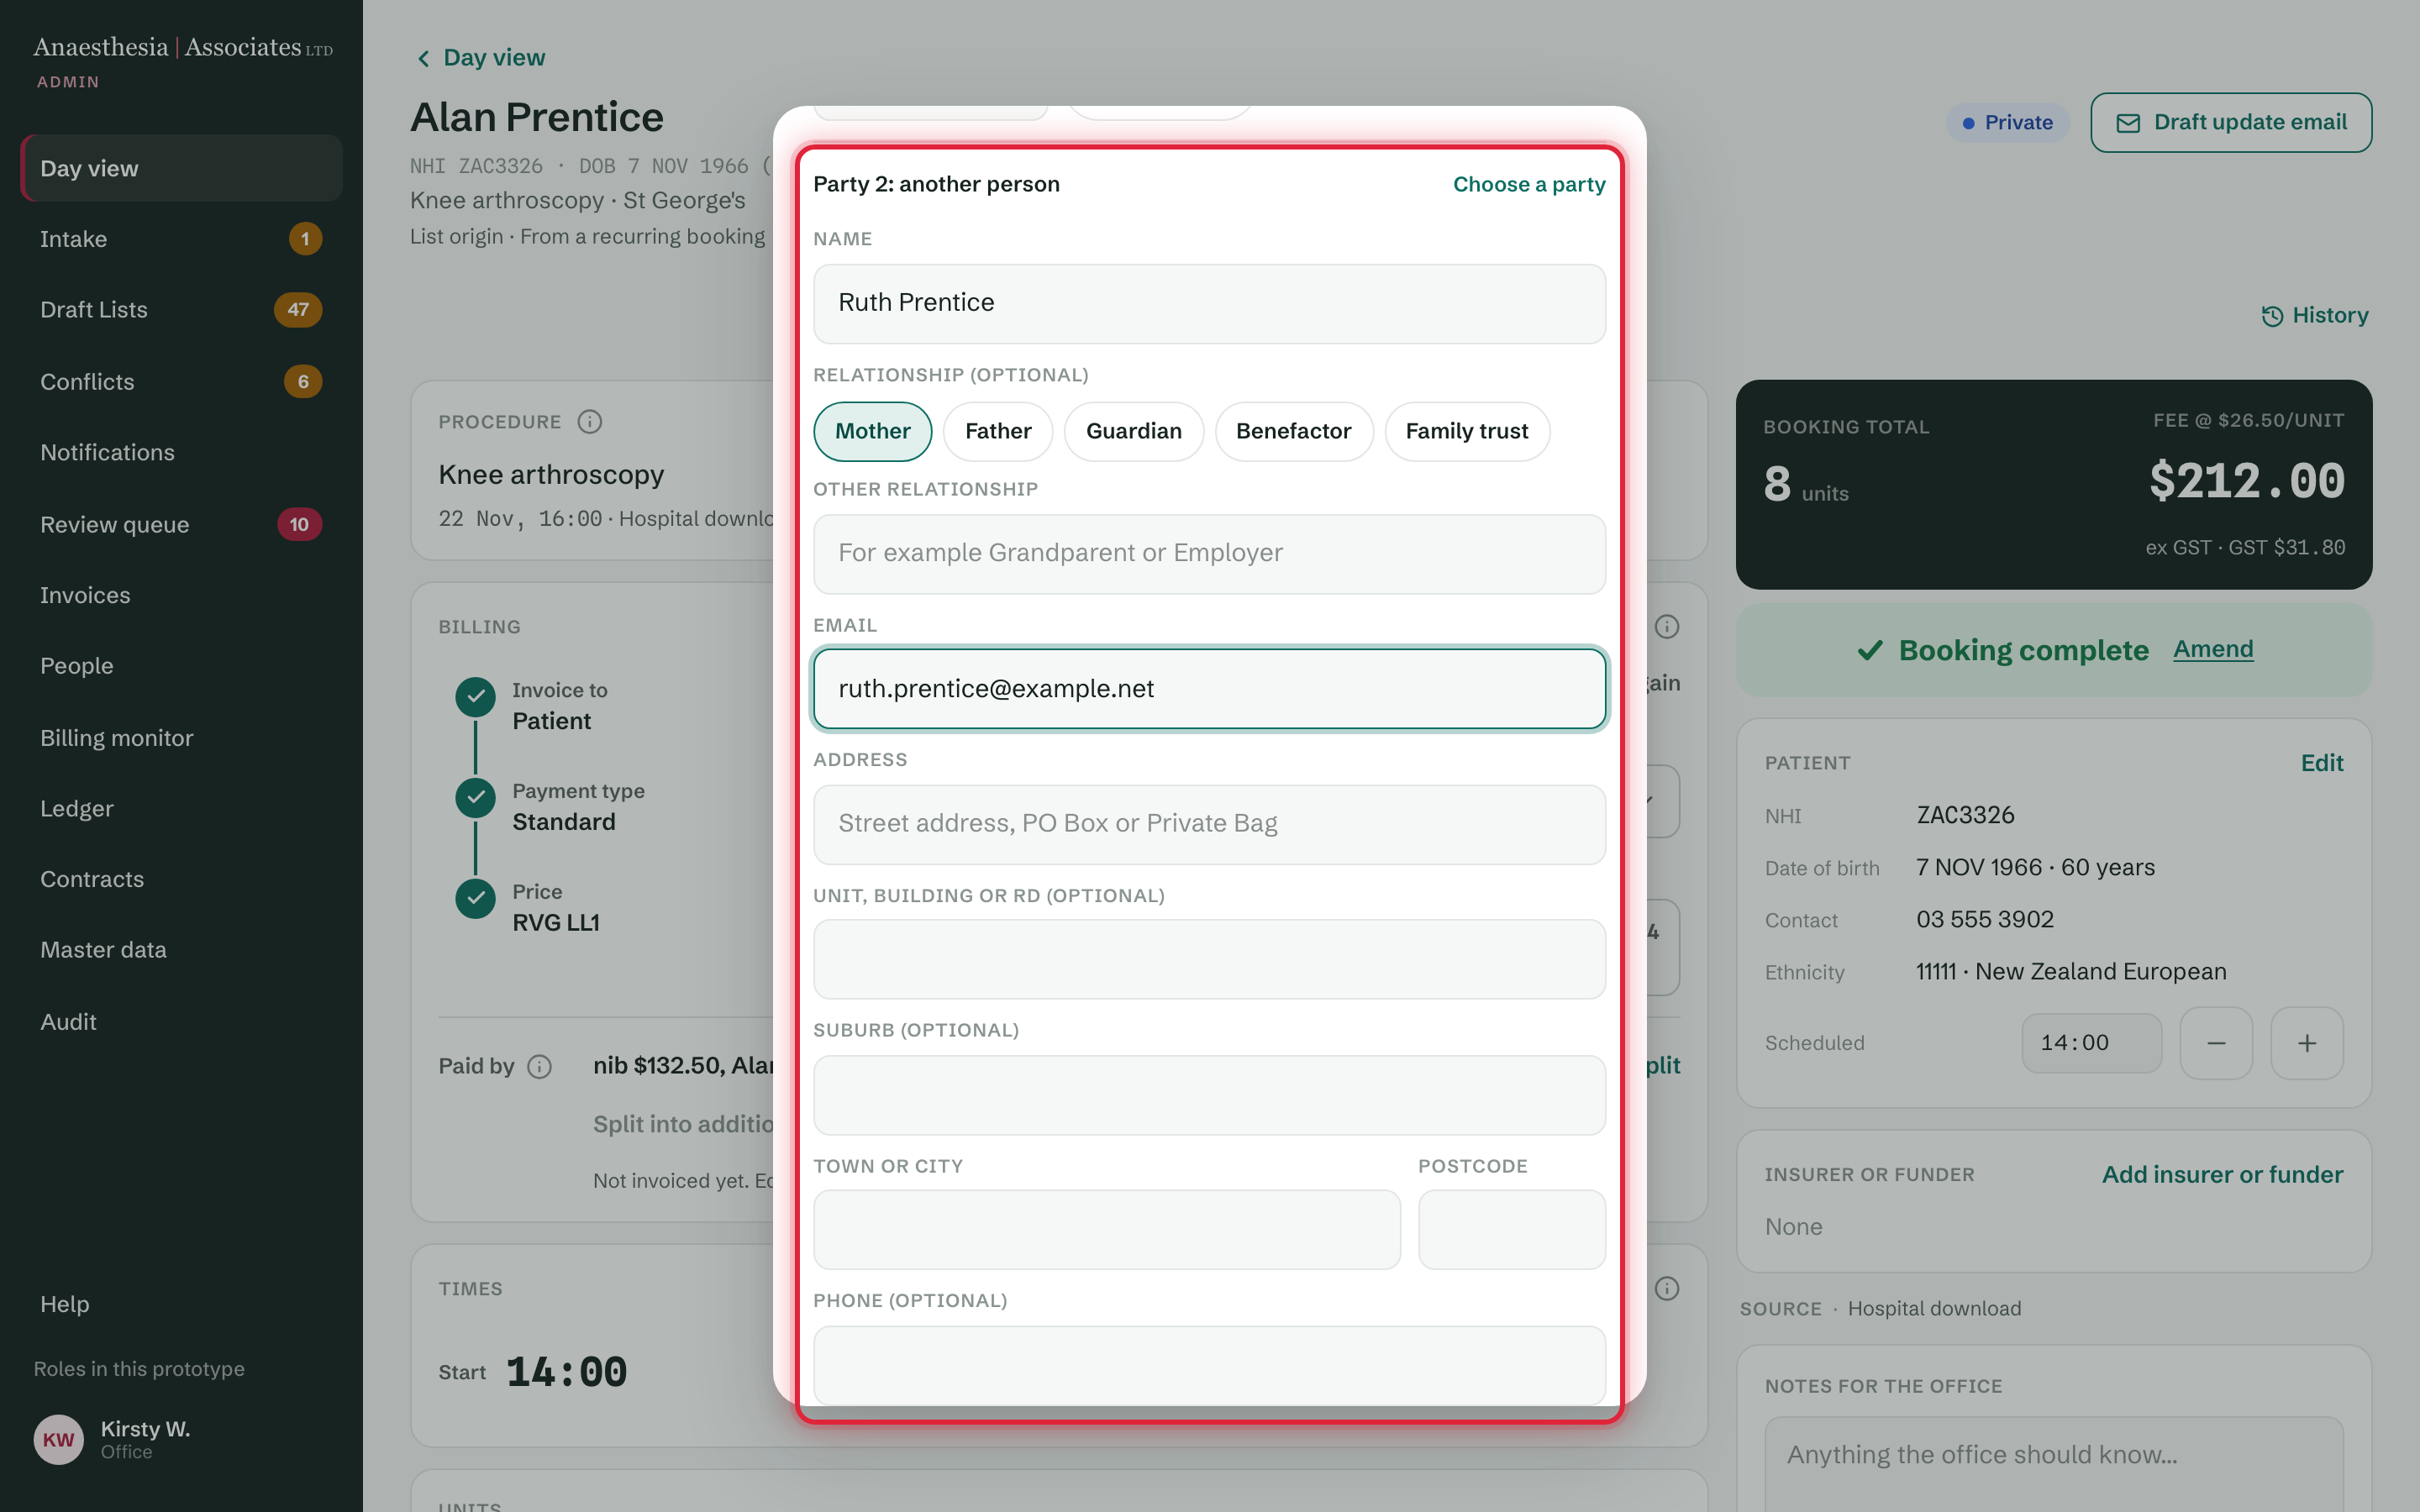 Anaesthesia | Associates LTD
ADMIN
Day view
Intake 1
Draft Lists 47
Conflicts 6
Notifications
Review queue 10
Invoices
People
Billing monitor
Ledger
Contracts
Master data
Audit
Help
Roles in this prototype
KW
Kirsty W.
Office
Day view
Alan Prentice
NHI ZAC3326 · DOB 7 NOV 1966 (
Knee arthroscopy · St George's
List origin · From a recurring booking
Private
Draft update email
History
PROCEDURE
Knee arthroscopy
22 Nov, 16:00 · Hospital downlo
BILLING
Invoice to
Patient
Payment type
Standard
Price
RVG LL1
Paid by
nib $132.50, Alan
Split into additio
Not invoiced yet. Ed
TIMES
Start 14:00
UNITS
Party 2: another person
Choose a party
NAME
Ruth Prentice
RELATIONSHIP (OPTIONAL)
Mother Father Guardian Benefactor Family trust
OTHER RELATIONSHIP
For example Grandparent or Employer
EMAIL
ruth.prentice@example.net
ADDRESS
Street address, PO Box or Private Bag
UNIT, BUILDING OR RD (OPTIONAL)
SUBURB (OPTIONAL)
TOWN OR CITY
POSTCODE
PHONE (OPTIONAL)
gain
4
plit
BOOKING TOTAL
FEE @ $26.50/UNIT
8 units
$212.00
ex GST · GST $31.80
Booking complete Amend
PATIENT
Edit
NHI ZAC3326
Date of birth 7 NOV 1966 · 60 years
Contact 03 555 3902
Ethnicity 11111 · New Zealand European
Scheduled 14:00 − +
INSURER OR FUNDER
Add insurer or funder
None
SOURCE · Hospital download
NOTES FOR THE OFFICE
Anything the office should know...